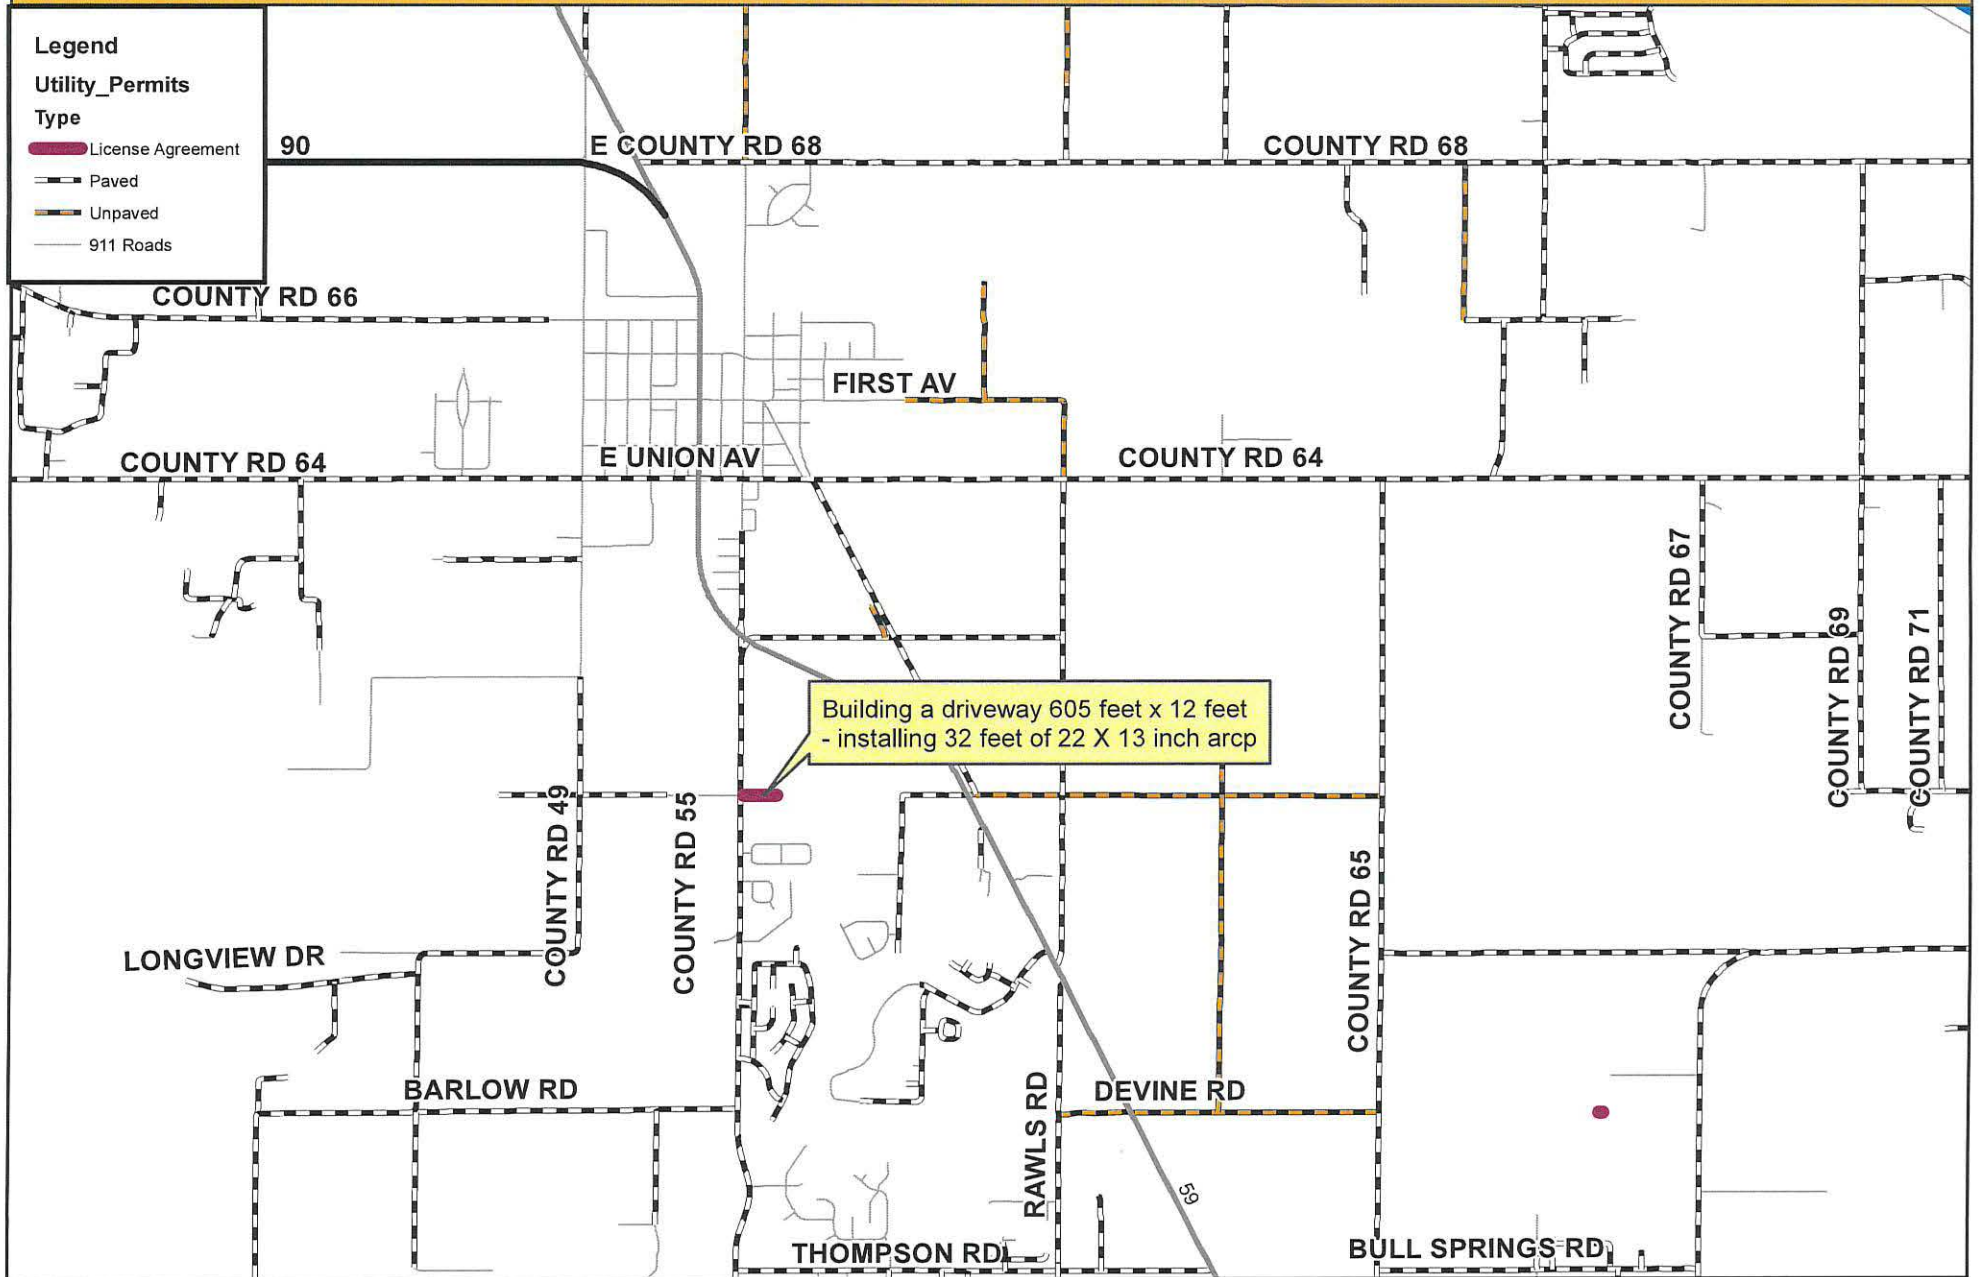 Legend
Utility_Permits
Type
License Agreement
Paved
Unpaved
911 Roads
90
E COUNTY RD 68
COUNTY RD 68
COUNTY RD 66
FIRST AV
COUNTY RD 64
E UNION AV
COUNTY RD 64
COUNTY RD 67
COUNTY RD 69
COUNTY RD 71
Building a driveway 605 feet x 12 feet
- installing 32 feet of 22 X 13 inch arcp
COUNTY RD 49
COUNTY RD 55
COUNTY RD 65
LONGVIEW DR
BARLOW RD
RAWLS RD
DEVINE RD
59
THOMPSON RD
BULL SPRINGS RD